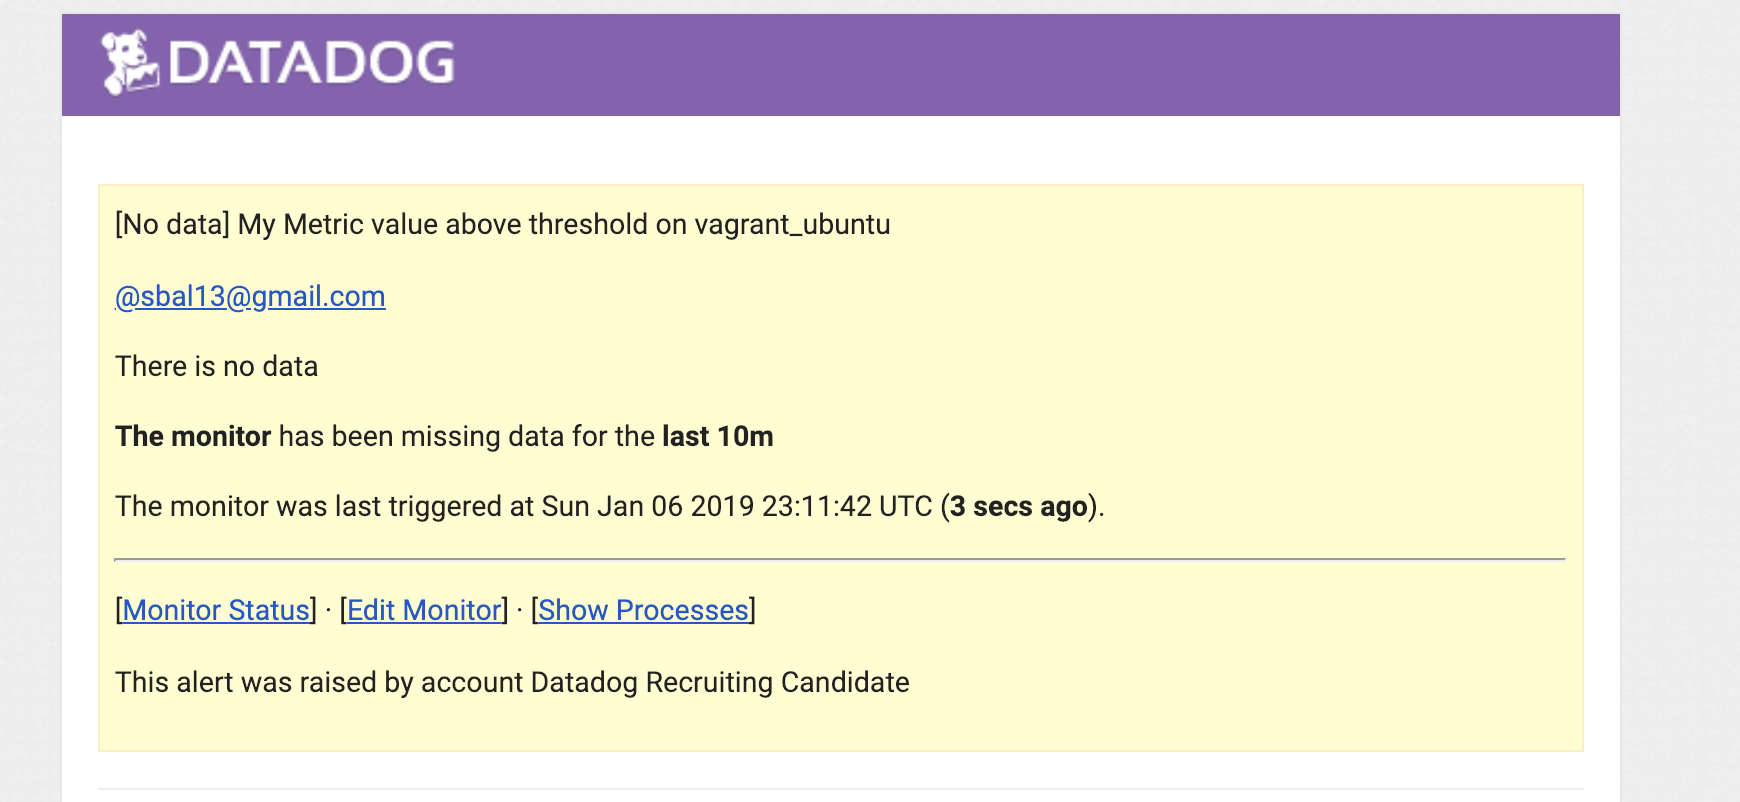 DATADOG
[No data] My Metric value above threshold on vagrant_ubuntu
@sbal13@gmail.com
There is no data
The monitor has been missing data for the last 10m
The monitor was last triggered at Sun Jan 06 2019 23:11:42 UTC (3 secs ago).
[Monitor Status] · [Edit Monitor] · [Show Processes]
This alert was raised by account Datadog Recruiting Candidate